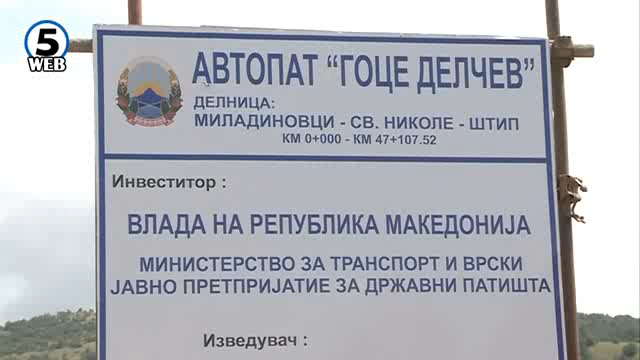 5
WEB
АВТОПАТ “ГОЦЕ ДЕЛЧЕВ”
ДЕЛНИЦА:
МИЛАДИНОВЦИ - СВ. НИКОЛЕ - ШТИП
КМ 0+000 - КМ 47+107.52
Инвеститор :
ВЛАДА НА РЕПУБЛИКА МАКЕДОНИЈА
МИНИСТЕРСТВО ЗА ТРАНСПОРТ И ВРСКИ
ЈАВНО ПРЕТПРИЈАТИЕ ЗА ДРЖАВНИ ПАТИШТА
Изведувач :